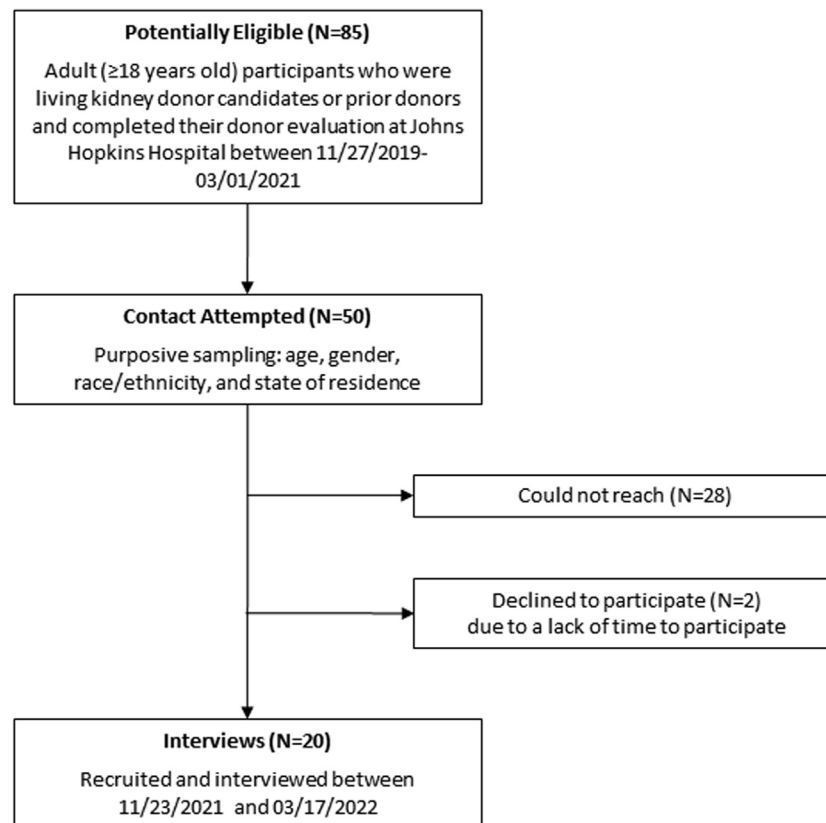 Potentially Eligible (N=85)
Adult (≥18 years old) participants who were
living kidney donor candidates or prior donors
and completed their donor evaluation at Johns
Hopkins Hospital between 11/27/2019-
03/01/2021
Contact Attempted (N=50)
Purposive sampling: age, gender,
race/ethnicity, and state of residence
Could not reach (N=28)
Declined to participate (N=2)
due to a lack of time to participate
Interviews (N=20)
Recruited and interviewed between
11/23/2021 and 03/17/2022